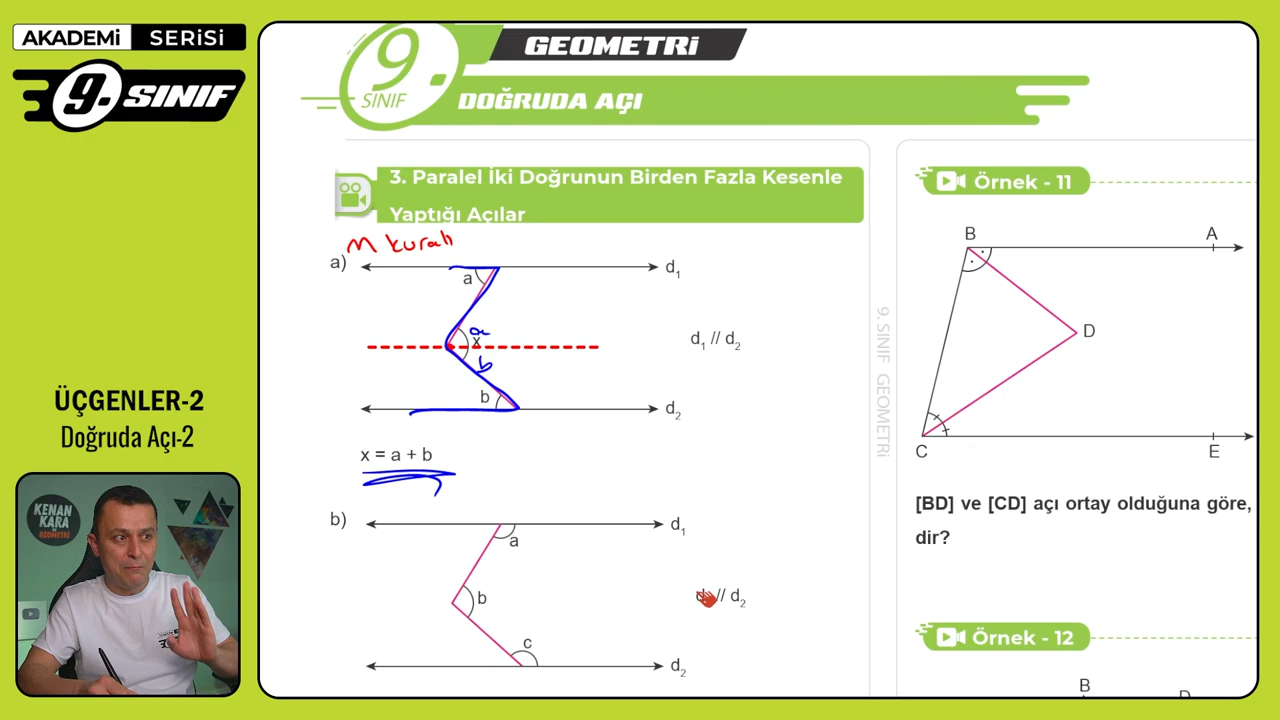 AKADEMİ SERİSİ
9. SINIF
ÜÇGENLER-2
Doğruda Açı-2
KENAN
KARA
GEOMETRİ
9.
SINIF
GEOMETRİ
DOĞRUDA AÇI
3. Paralel İki Doğrunun Birden Fazla Kesenle
Yaptığı Açılar
M kuralı
a)
d1
a
a
x
d1 // d2
b
b
d2
x = a + b
b)
d1
a
b
// d2
c
d2
9. SINIF GEOMETRİ
Örnek - 11
B
A
D
C
E
[BD] ve [CD] açı ortay olduğuna göre,
dir?
Örnek - 12
B
D